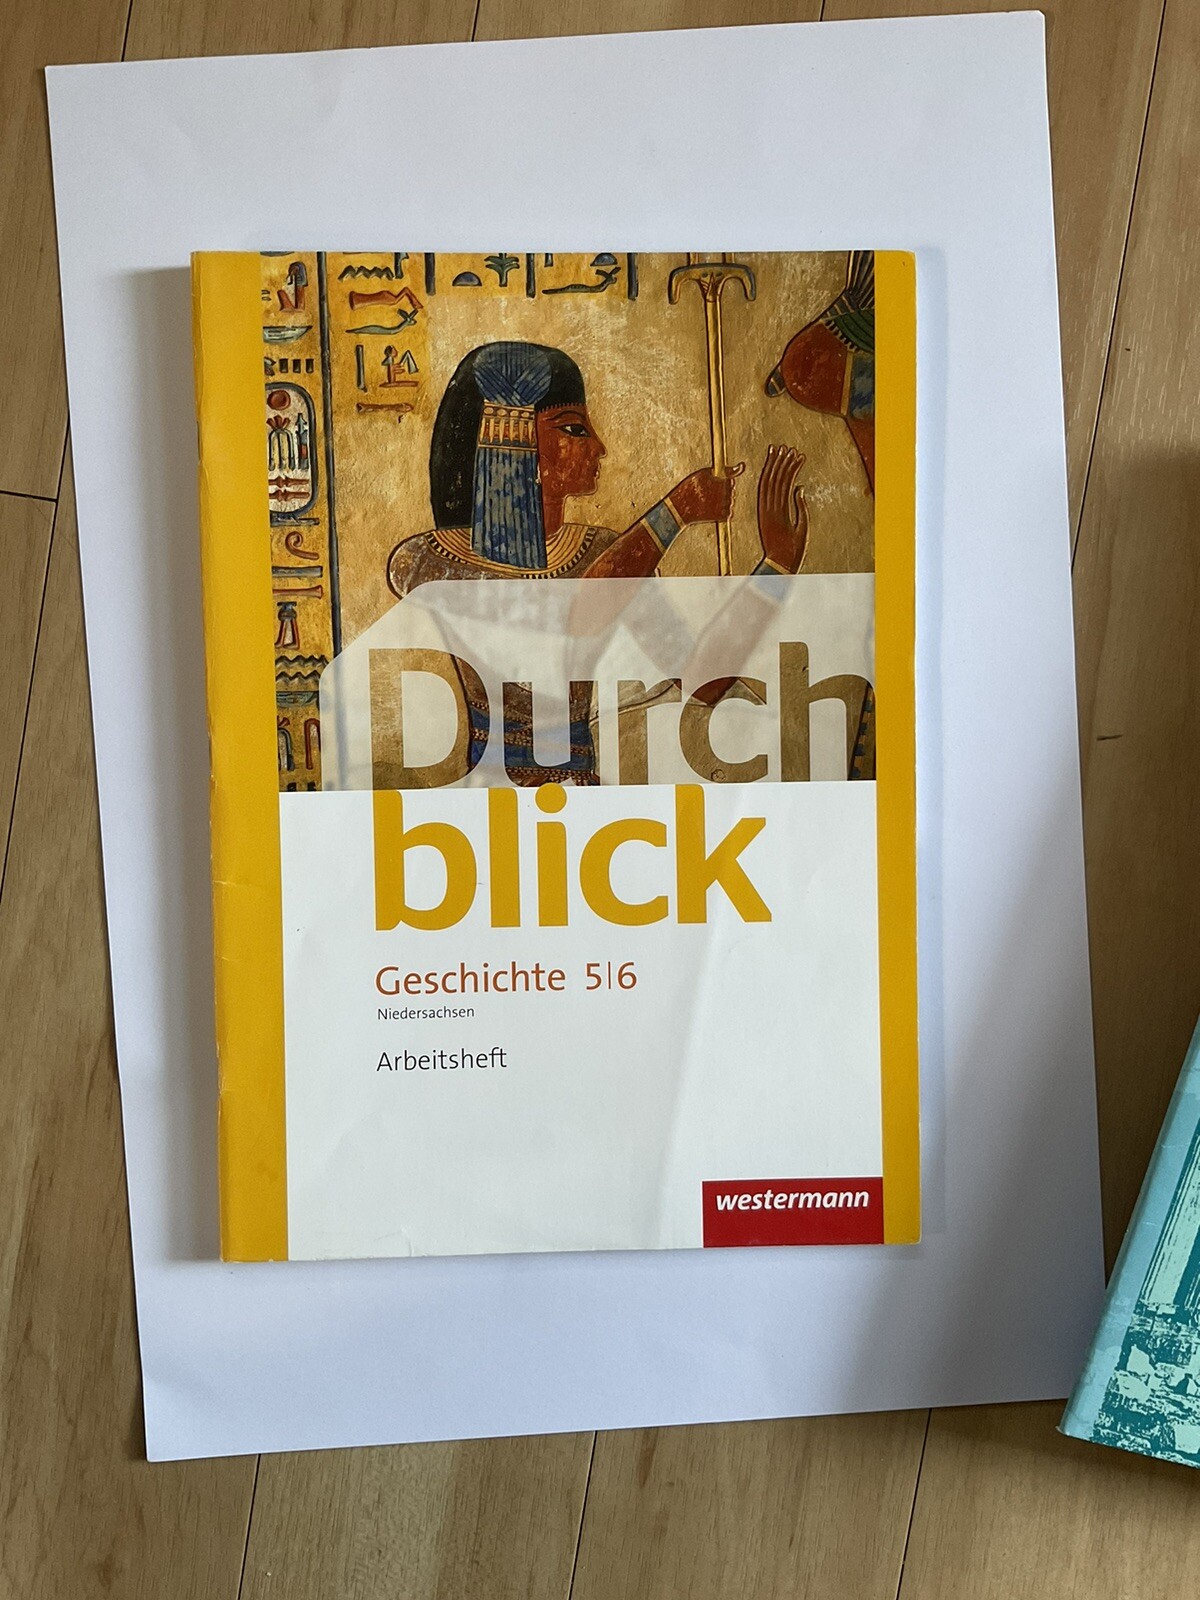 Durch
blick
Geschichte 5|6
Niedersachsen
Arbeitsheft
westermann